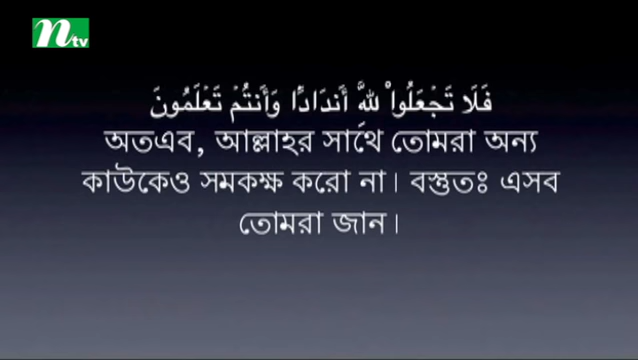 ntv
فَلَا تَجْعَلُوا۟ لِلَّهِ أَندَادًا وَأَنتُمْ تَعْلَمُونَ
অতএব, আল্লাহর সাথে তোমরা অন্য
কাউকেও সমকক্ষ করো না। বস্তুতঃ এসব
তোমরা জান।